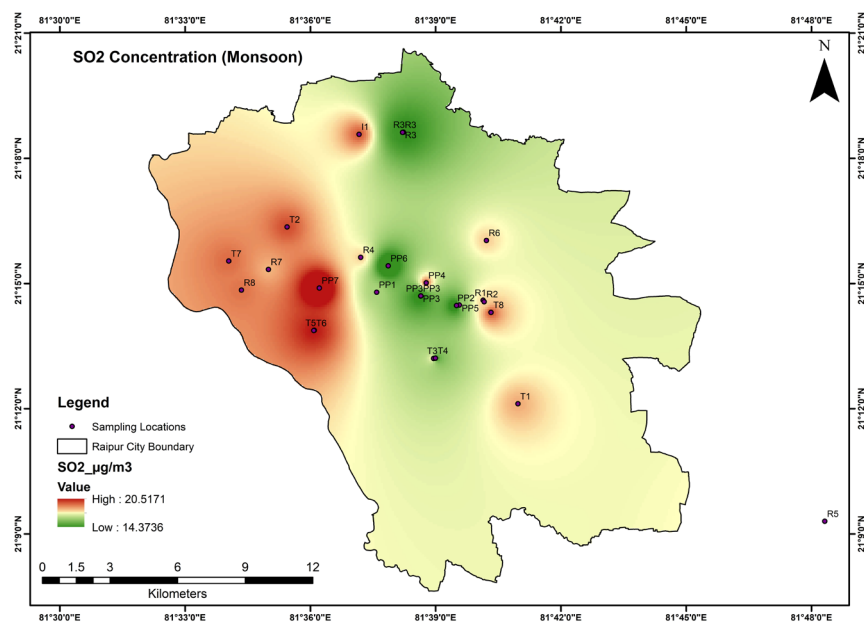 81°30'0"E 81°33'0"E 81°36'0"E 81°39'0"E 81°42'0"E 81°45'0"E 81°48'0"E
21°21'0"N 21°21'0"N
SO2 Concentration (Monsoon)
N
I1
R3R3
R3
21°18'0"N 21°18'0"N
T2
R6
T7
R7
R4
PP6
21°15'0"N 21°15'0"N
R8
PP7
PP1
PP4
PP3PP3
PP3
PP2
PP5
R1 R2
T8
T5T6
T3T4
T1
21°12'0"N 21°12'0"N
Legend
Sampling Locations
Raipur City Boundary
SO2_µg/m3
Value
High : 20.5171
Low : 14.3736
R5
21°9'0"N 21°9'0"N
0 1.5 3 6 9 12
Kilometers
81°30'0"E 81°33'0"E 81°36'0"E 81°39'0"E 81°42'0"E 81°45'0"E 81°48'0"E